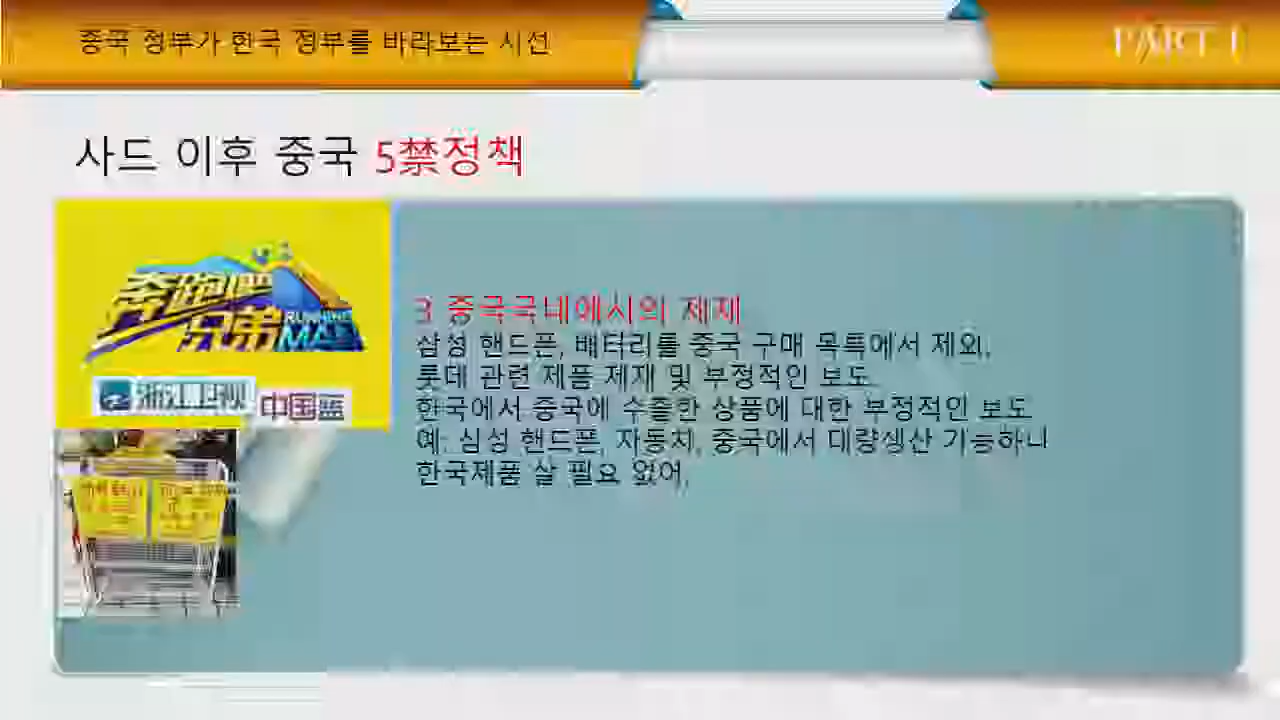 중국 정부가 한국 정부를 바라보는 시선
PART 1
사드 이후 중국 5禁정책
奔跑吧
兄弟 RUNNING MAN
浙江卫视 中国蓝
3 중국국내에서의 제재
삼성 핸드폰, 배터리를 중국 구매 목록에서 제외.
롯데 관련 제품 제재 및 부정적인 보도
한국에서 중국에 수출한 상품에 대한 부정적인 보도
예: 삼성 핸드폰, 자동차, 중국에서 대량생산 가능하니
한국제품 살 필요 없어.